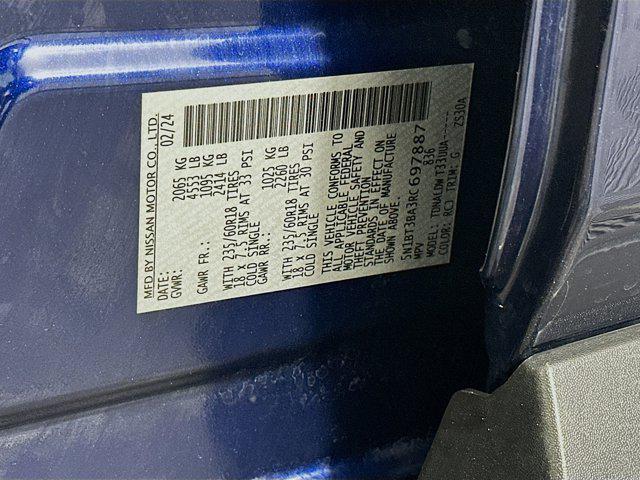 MFD BY NISSAN MOTOR CO.,LTD.
DATE: 02/24
GVWR: 2065 KG
4553 LB
GAWR FR.: 1095 KG
2414 LB
WITH 235/60R18 TIRES
18 X 7.5 RIMS AT 33 PSI
COLD SINGLE
GAWR RR.: 1025 KG
2260 LB
WITH 235/60R18 TIRES
18 X 7.5 RIMS AT 30 PSI
COLD SINGLE
THIS VEHICLE CONFORMS TO
ALL APPLICABLE FEDERAL
MOTOR VEHICLE SAFETY AND
THEFT PREVENTION
STANDARDS IN EFFECT ON
THE DATE OF MANUFACTURE
SHOWN ABOVE.
5N1BT3BA3RC697887
MPV 836
MODEL: TDNALCW T33UUA------
COLOR: RCJ TRIM: G ZS30A